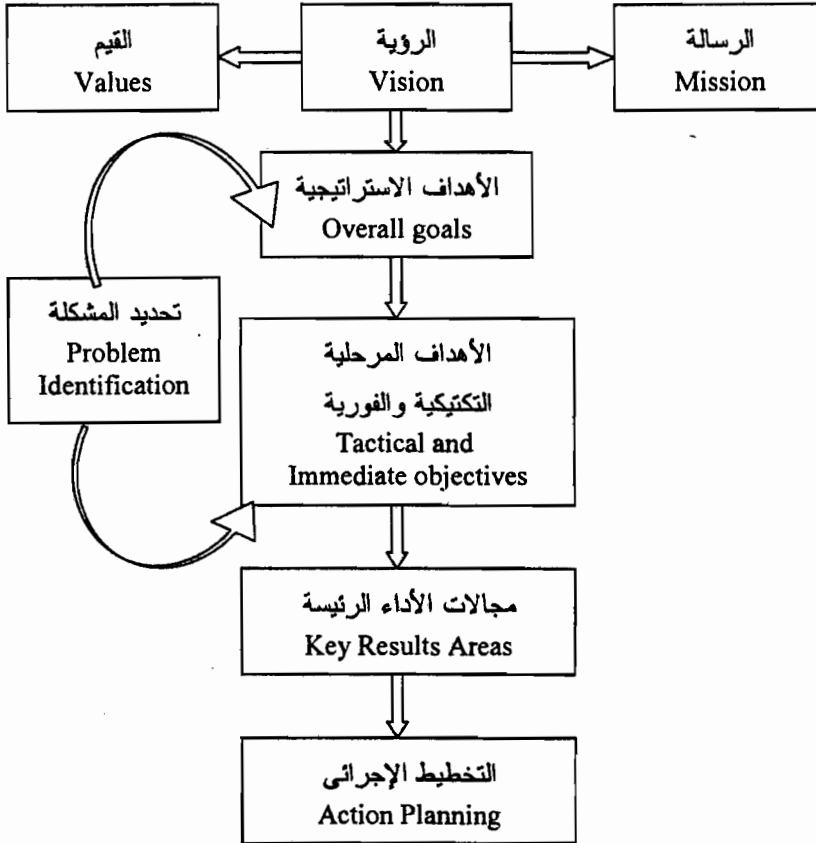 القيم
Values
الرؤية
Vision
الرسالة
Mission
الأهداف الاستراتيجية
Overall goals
تحديد المشكلة
Problem
Identification
الأهداف المرحلية
التكتيكية والفورية
Tactical and
Immediate objectives
مجالات الأداء الرئيسة
Key Results Areas
التخطيط الإجرائى
Action Planning